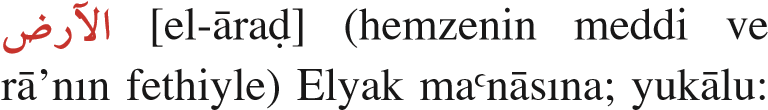 الآرض [el-āraḍ] (hemzenin meddi ve
rā’nın fethiyle) Elyak maʿnāsına; yukālu: